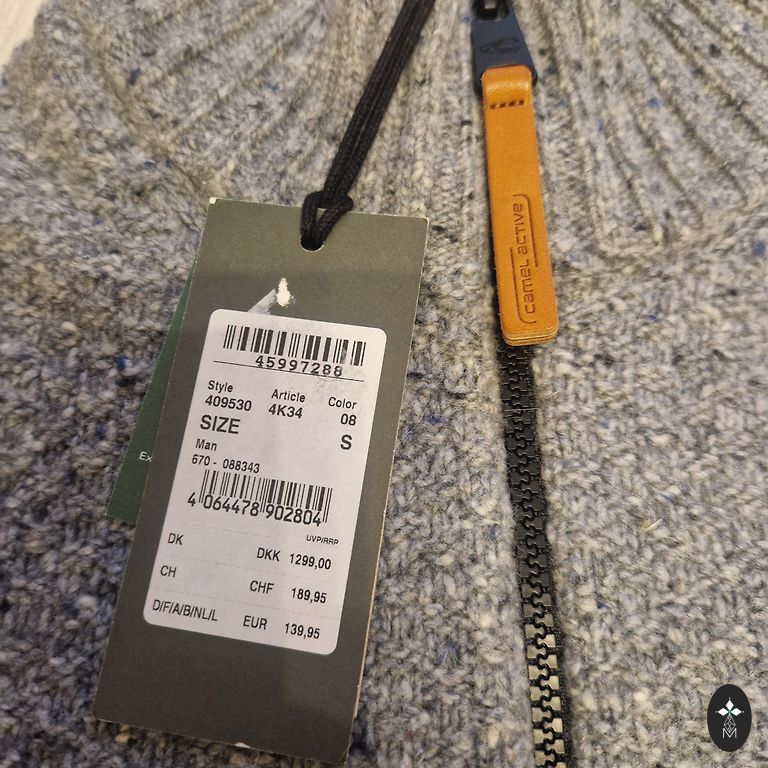 camel active
45997288
Style Article Color
409530 4K34 08
SIZE S
Man
670 - 088343
4 064478 902804
UVP/RRP
DK DKK 1299,00
CH CHF 189,95
D/F/A/B/NL/L EUR 139,95
Ex
M